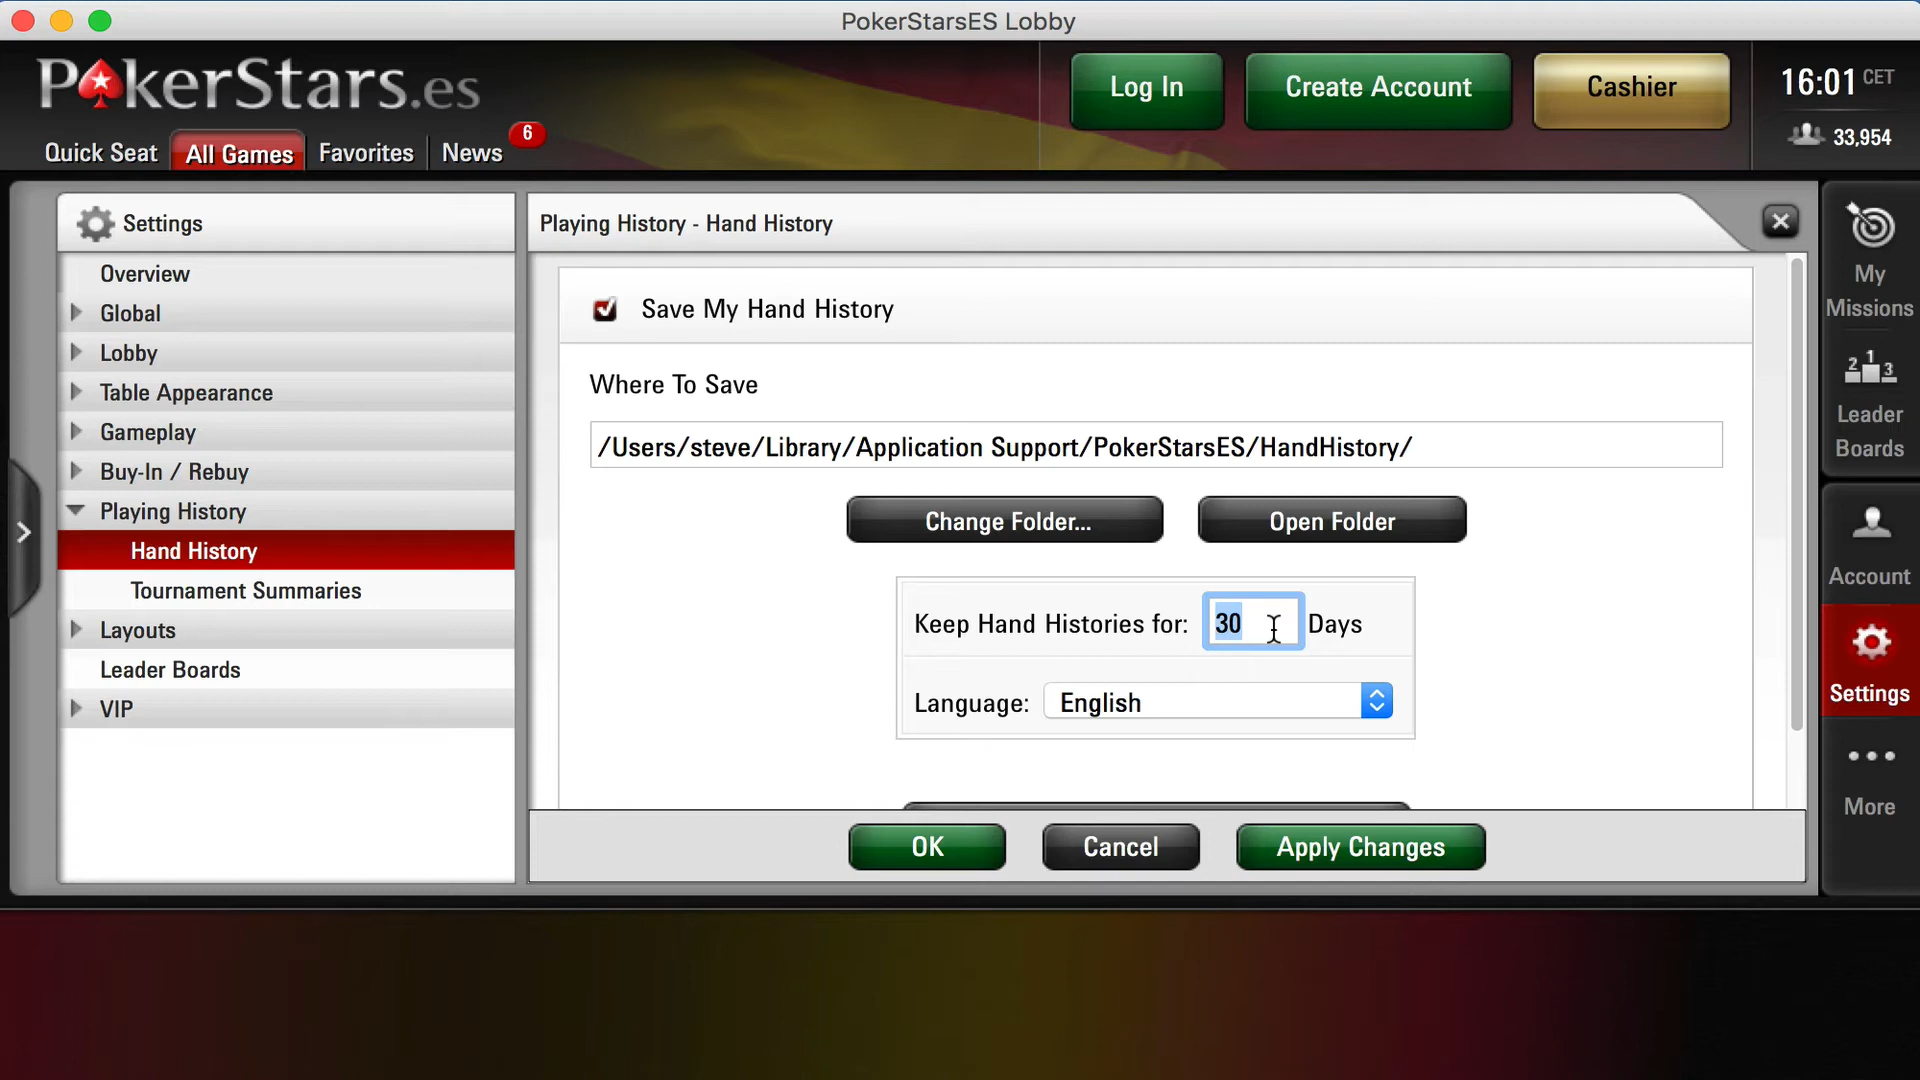 PokerStarsES Lobby
PokerStars.es
Log In
Create Account
Cashier
16:01 CET
33,954
Quick Seat
All Games
Favorites
News
6
Settings
Overview
Global
Lobby
Table Appearance
Gameplay
Buy-In / Rebuy
Playing History
Hand History
Tournament Summaries
Layouts
Leader Boards
VIP
Playing History - Hand History
Save My Hand History
Where To Save
/Users/steve/Library/Application Support/PokerStarsES/HandHistory/
Change Folder...
Open Folder
Keep Hand Histories for: 30 Days
Language: English
OK
Cancel
Apply Changes
My
Missions
2 1 3
Leader
Boards
Account
Settings
More